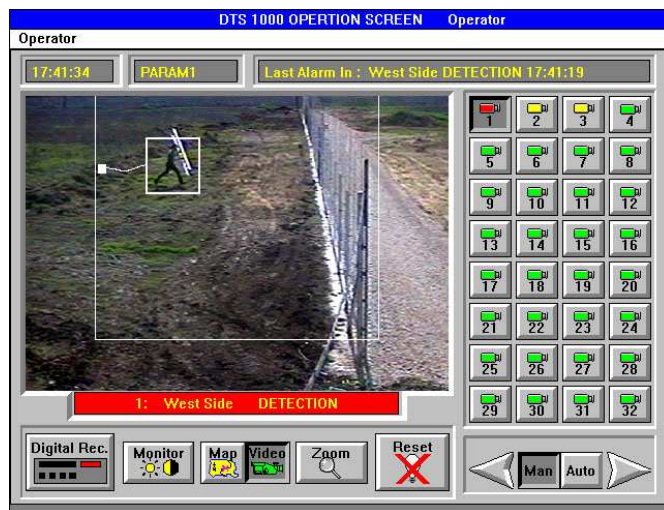 DTS 1000 OPERTION SCREEN Operator
Operator
17:41:34 PARAM1 Last Alarm In : West Side DETECTION 17:41:19
1 2 3 4
5 6 7 8
9 10 11 12
13 14 15 16
17 18 19 20
21 22 23 24
25 26 27 28
29 30 31 32
1: West Side DETECTION
Digital Rec. Monitor Map Video Zoom Reset
Man Auto